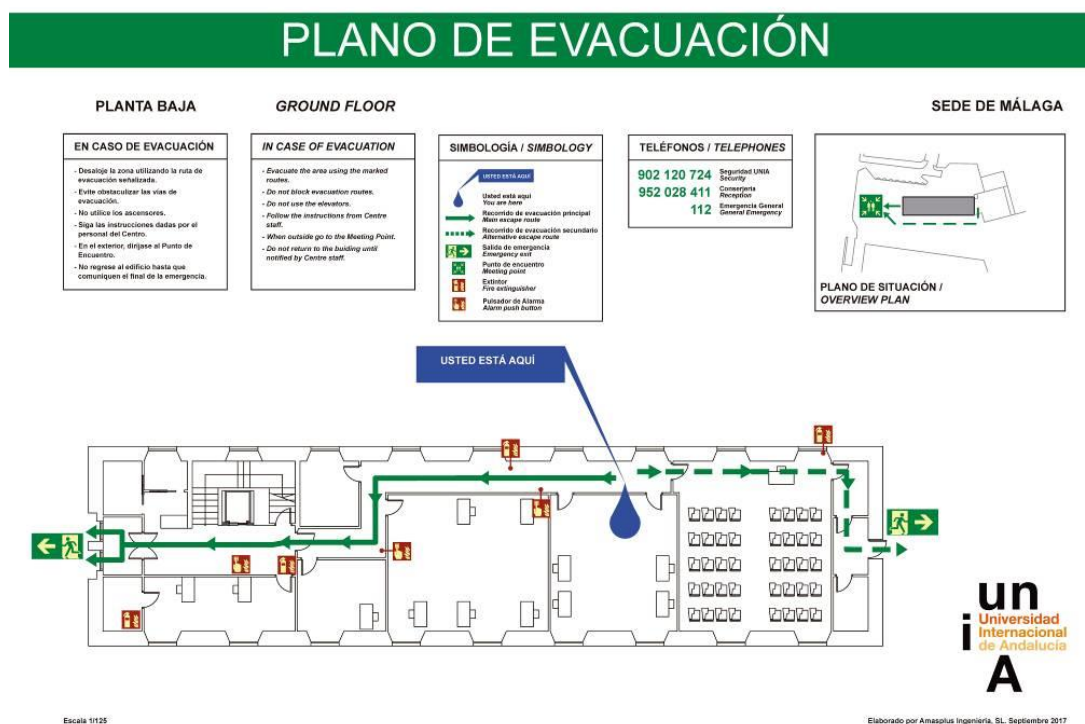 PLANO DE EVACUACIÓN
PLANTA BAJA
GROUND FLOOR
SEDE DE MÁLAGA
EN CASO DE EVACUACIÓN
- Desaloje la zona utilizando la ruta de
evacuación señalizada.
- Evite obstaculizar las vías de
evacuación.
- No utilice los ascensores.
- Siga las instrucciones dadas por el
personal del Centro.
- En el exterior, diríjase al Punto de
Encuentro.
- No regrese al edificio hasta que
comuniquen el final de la emergencia.
IN CASE OF EVACUATION
- Evacuate the area using the marked
routes.
- Do not block evacuation routes.
- Do not use the elevators.
- Follow the instructions from Centre
staff.
- When outside go to the Meeting Point.
- Do not return to the buiding until
notified by Centre staff.
SIMBOLOGÍA / SIMBOLOGY
USTED ESTÁ AQUÍ
Usted está aquí
You are here
Recorrido de evacuación principal
Main escape route
Recorrido de evacuación secundario
Alternative escape route
Salida de emergencia
Emergency exit
Punto de encuentro
Meeting point
Extintor
Fire extinguisher
Pulsador de Alarma
Alarm push button
TELÉFONOS / TELEPHONES
902 120 724 Seguridad UNIA
Security
952 028 411 Conserjería
Reception
112 Emergencia General
General Emergency
PLANO DE SITUACIÓN /
OVERVIEW PLAN
USTED ESTÁ AQUÍ
un
i
A
Universidad
Internacional
de Andalucía
Escala 1/125
Elaborado por Amasplus Ingeniería, SL. Septiembre 2017